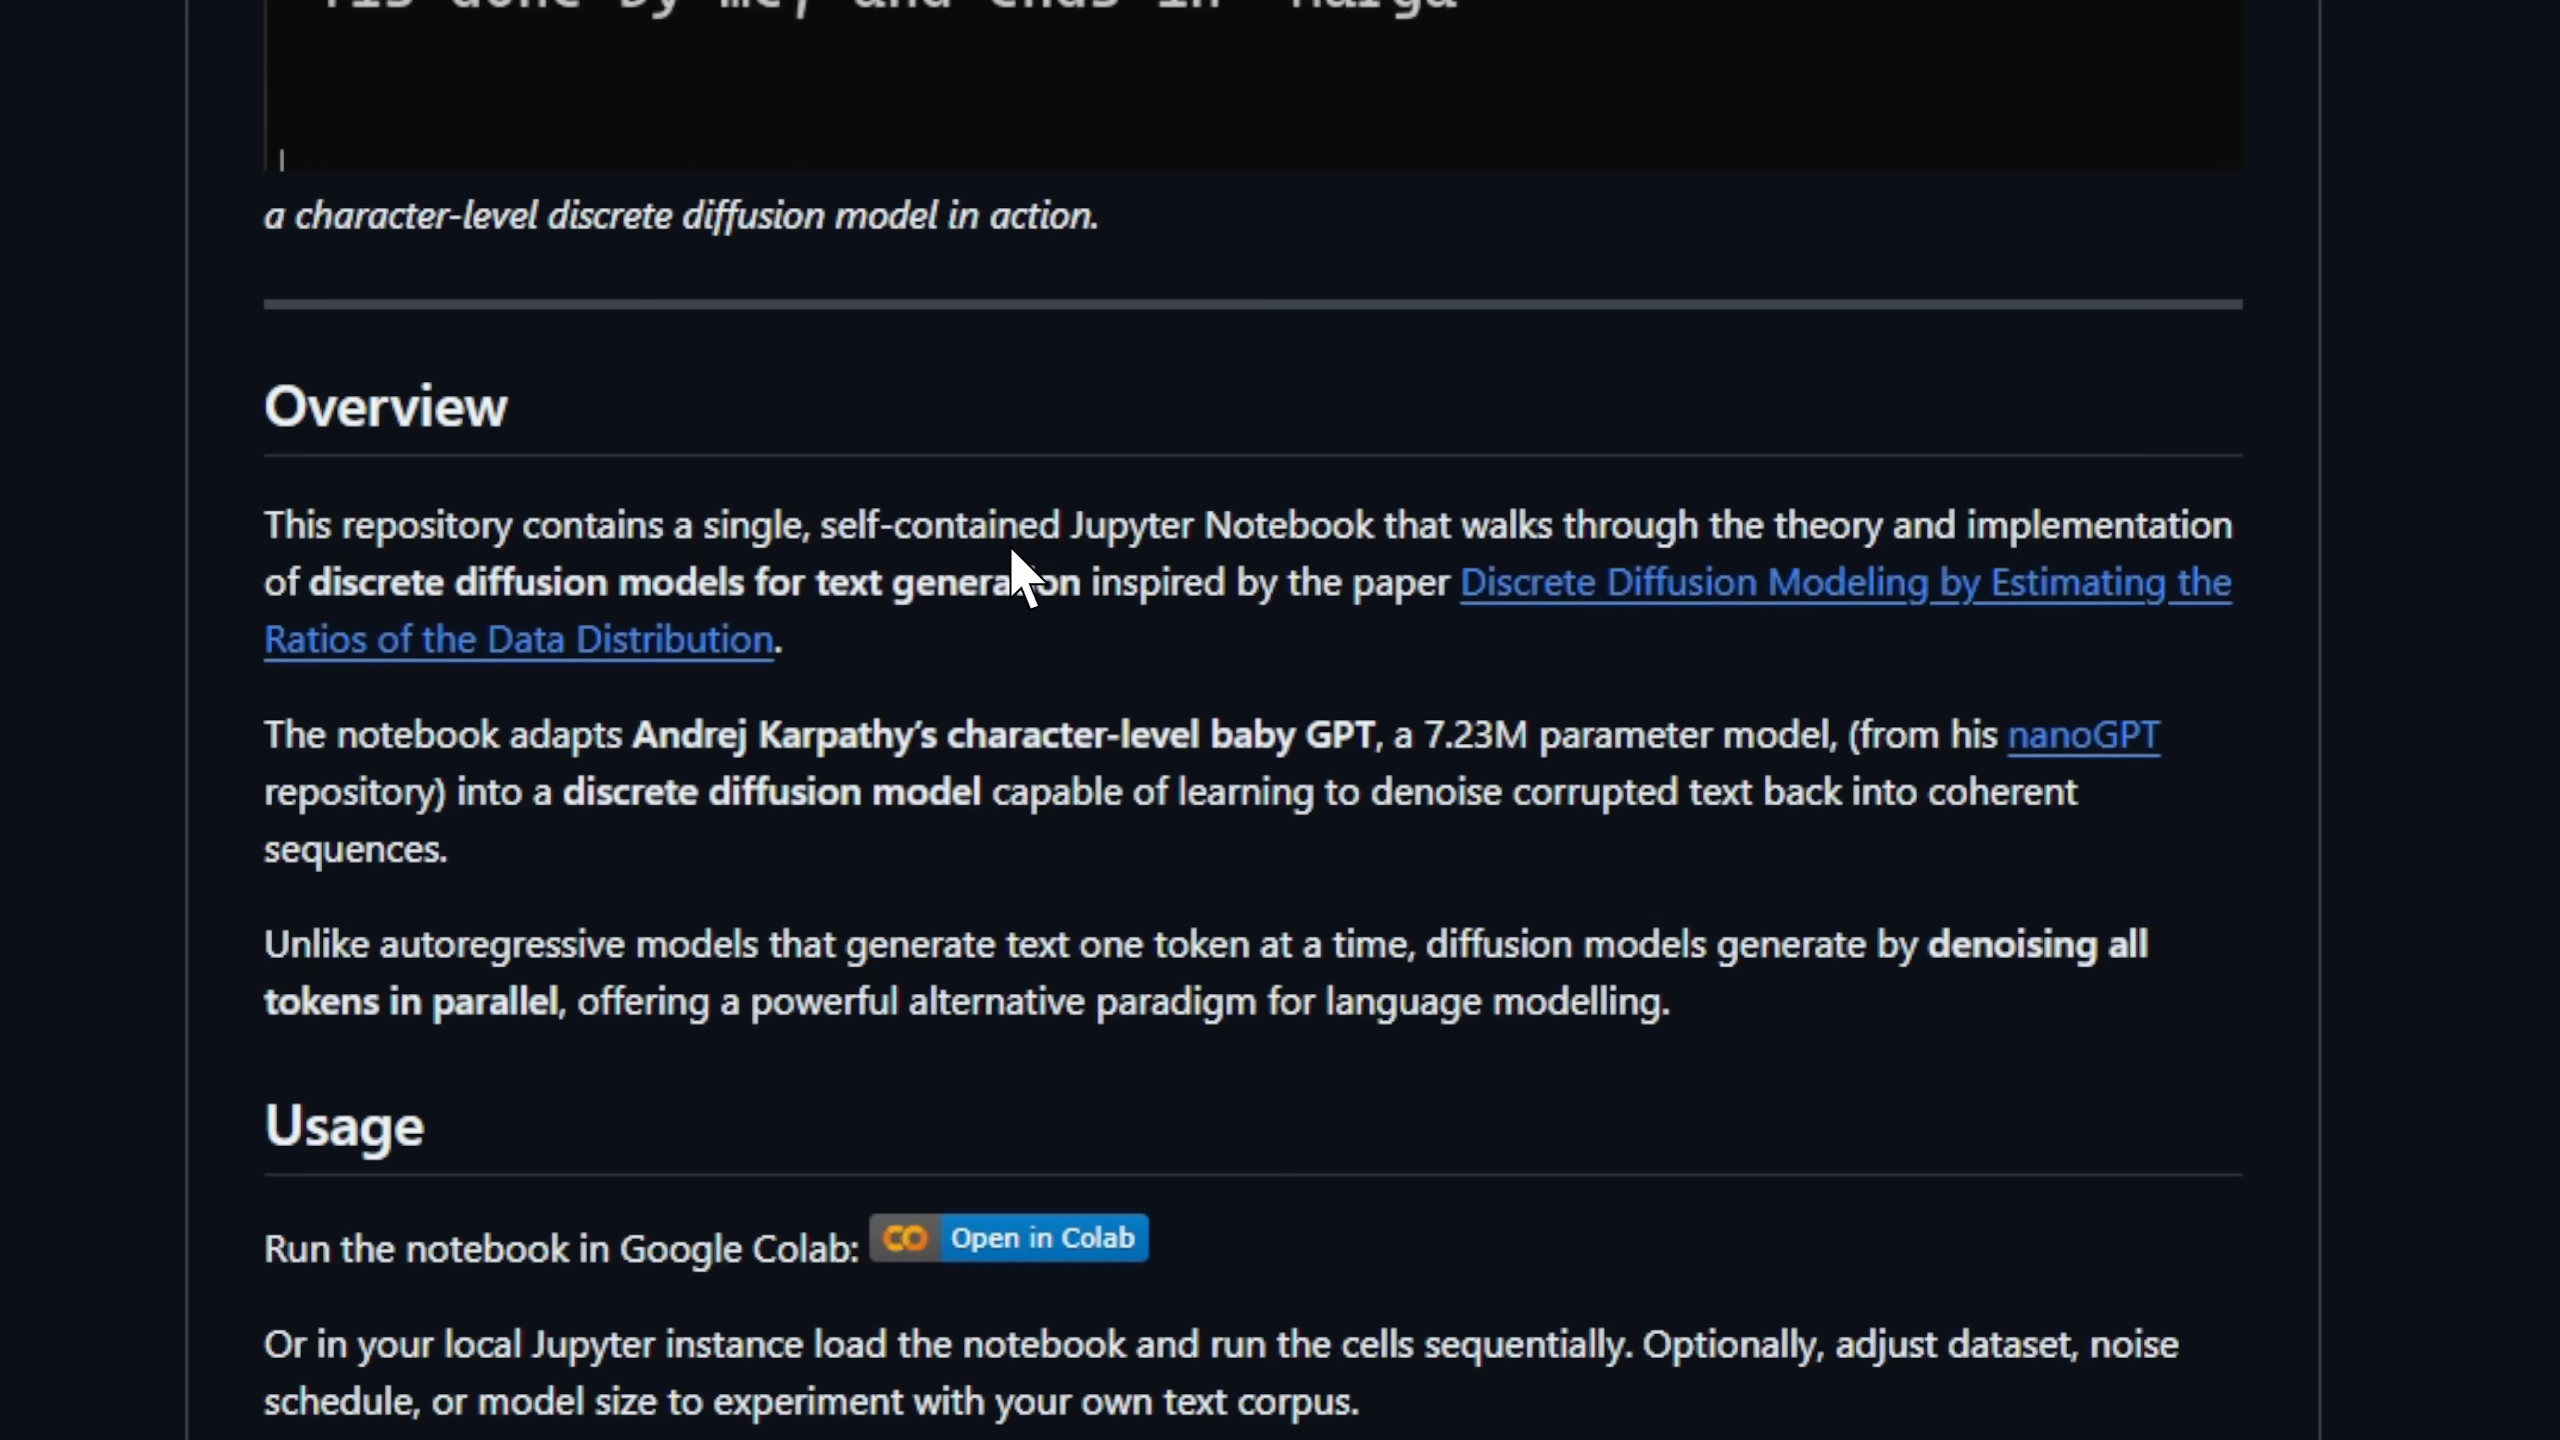 done by me, and ends in
a character-level discrete diffusion model in action.
Overview
This repository contains a single, self-contained Jupyter Notebook that walks through the theory and implementation
of discrete diffusion models for text generation inspired by the paper Discrete Diffusion Modeling by Estimating the
Ratios of the Data Distribution.
The notebook adapts Andrej Karpathy's character-level baby GPT, a 7.23M parameter model, (from his nanoGPT
repository) into a discrete diffusion model capable of learning to denoise corrupted text back into coherent
sequences.
Unlike autoregressive models that generate text one token at a time, diffusion models generate by denoising all
tokens in parallel, offering a powerful alternative paradigm for language modelling.
Usage
Run the notebook in Google Colab: CO Open in Colab
Or in your local Jupyter instance load the notebook and run the cells sequentially. Optionally, adjust dataset, noise
schedule, or model size to experiment with your own text corpus.